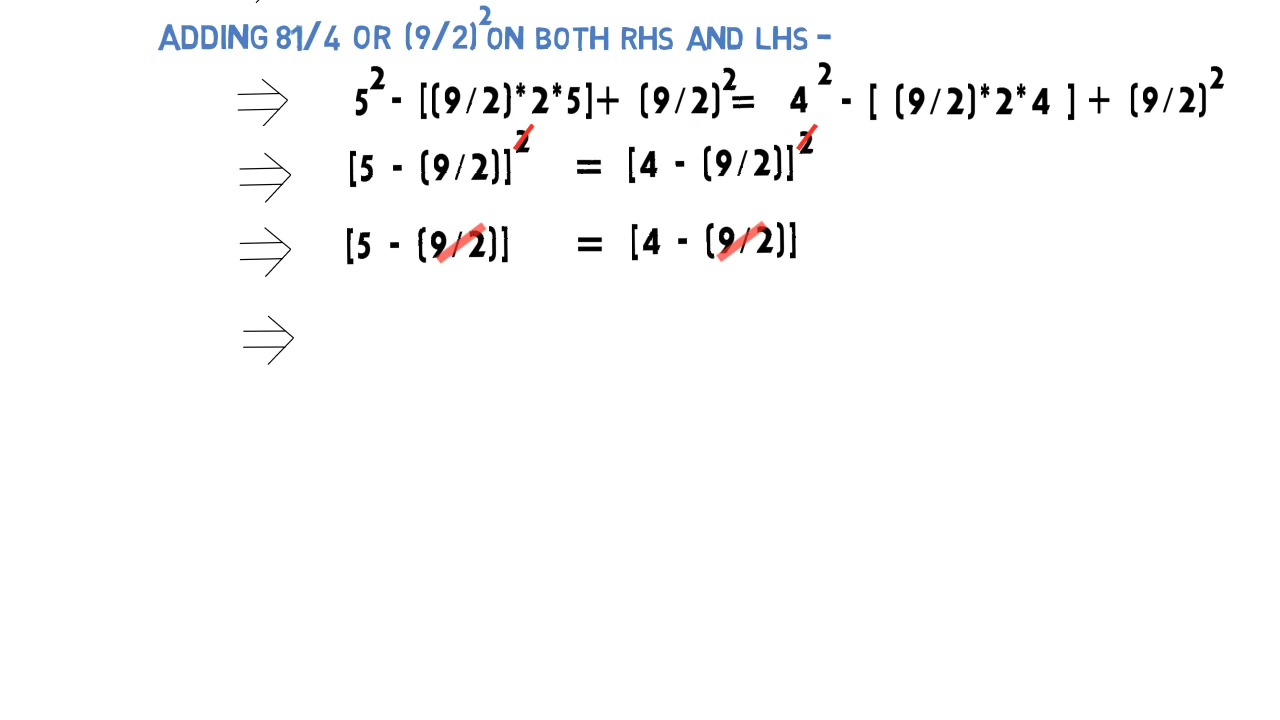 ADDING 81/4 OR (9/2)² ON BOTH RHS AND LHS -
⇒ 5² - [(9/2)*2*5] + (9/2)² = 4² - [ (9/2)*2*4 ] + (9/2)²
⇒ [5 - (9/2)]² = [4 - (9/2)]²
⇒ [5 - (9/2)] = [4 - (9/2)]
⇒